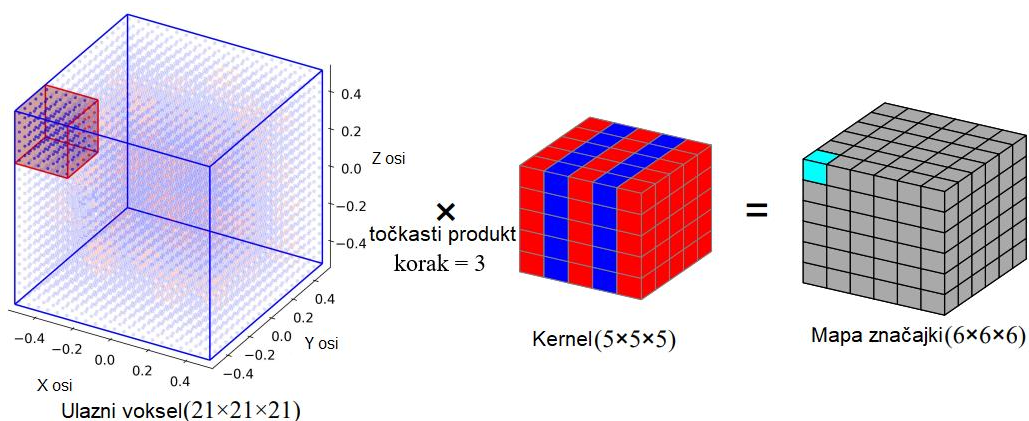 0.4
0.2
0.0
−0.2
−0.4
Z osi
−0.4
−0.2
0.0
0.2
0.4
X osi
−0.4
−0.2
0.0
0.2
0.4
Y osi
Ulazni voksel(21×21×21)
×
točkasti produkt
korak = 3
Kernel(5×5×5)
=
Mapa značajki(6×6×6)